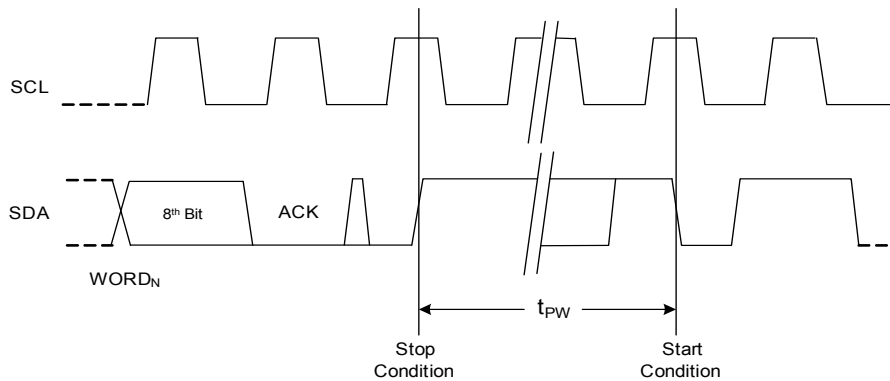 SCL
SDA
8th Bit
ACK
WORDN
tPW
Stop
Condition
Start
Condition